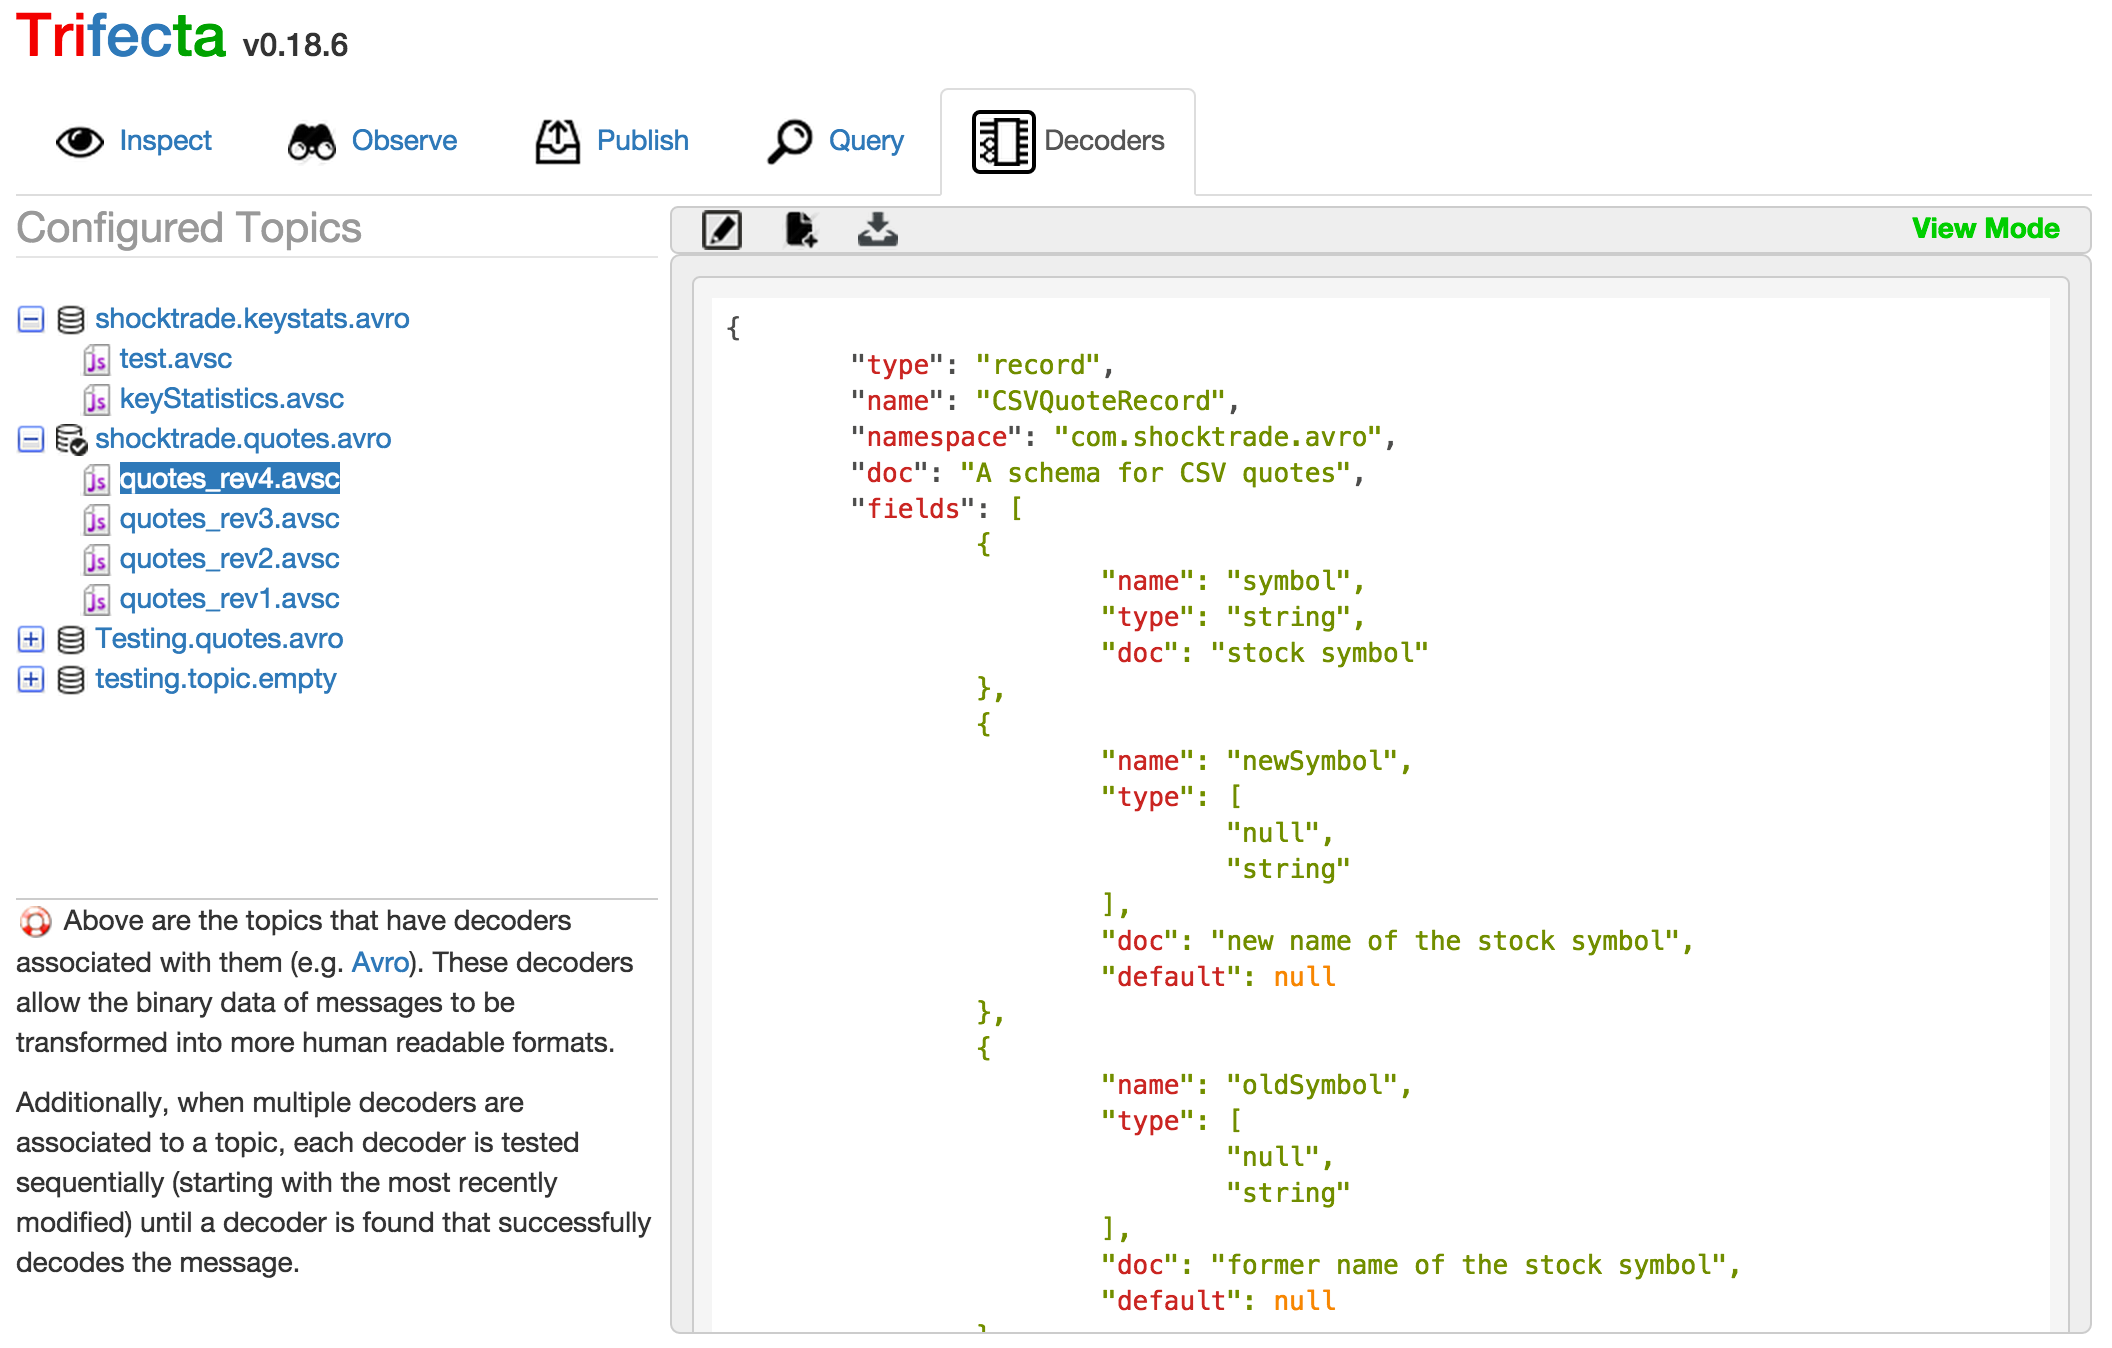 Trifecta v0.18.6
Inspect Observe Publish Query Decoders
Configured Topics
View Mode
shocktrade.keystats.avro
test.avsc
keyStatistics.avsc
shocktrade.quotes.avro
quotes_rev4.avsc
quotes_rev3.avsc
quotes_rev2.avsc
quotes_rev1.avsc
Testing.quotes.avro
testing.topic.empty
Above are the topics that have decoders
associated with them (e.g. Avro). These decoders
allow the binary data of messages to be
transformed into more human readable formats.
Additionally, when multiple decoders are
associated to a topic, each decoder is tested
sequentially (starting with the most recently
modified) until a decoder is found that successfully
decodes the message.
{
"type": "record",
"name": "CSVQuoteRecord",
"namespace": "com.shocktrade.avro",
"doc": "A schema for CSV quotes",
"fields": [
{
"name": "symbol",
"type": "string",
"doc": "stock symbol"
},
{
"name": "newSymbol",
"type": [
"null",
"string"
],
"doc": "new name of the stock symbol",
"default": null
},
{
"name": "oldSymbol",
"type": [
"null",
"string"
],
"doc": "former name of the stock symbol",
"default": null